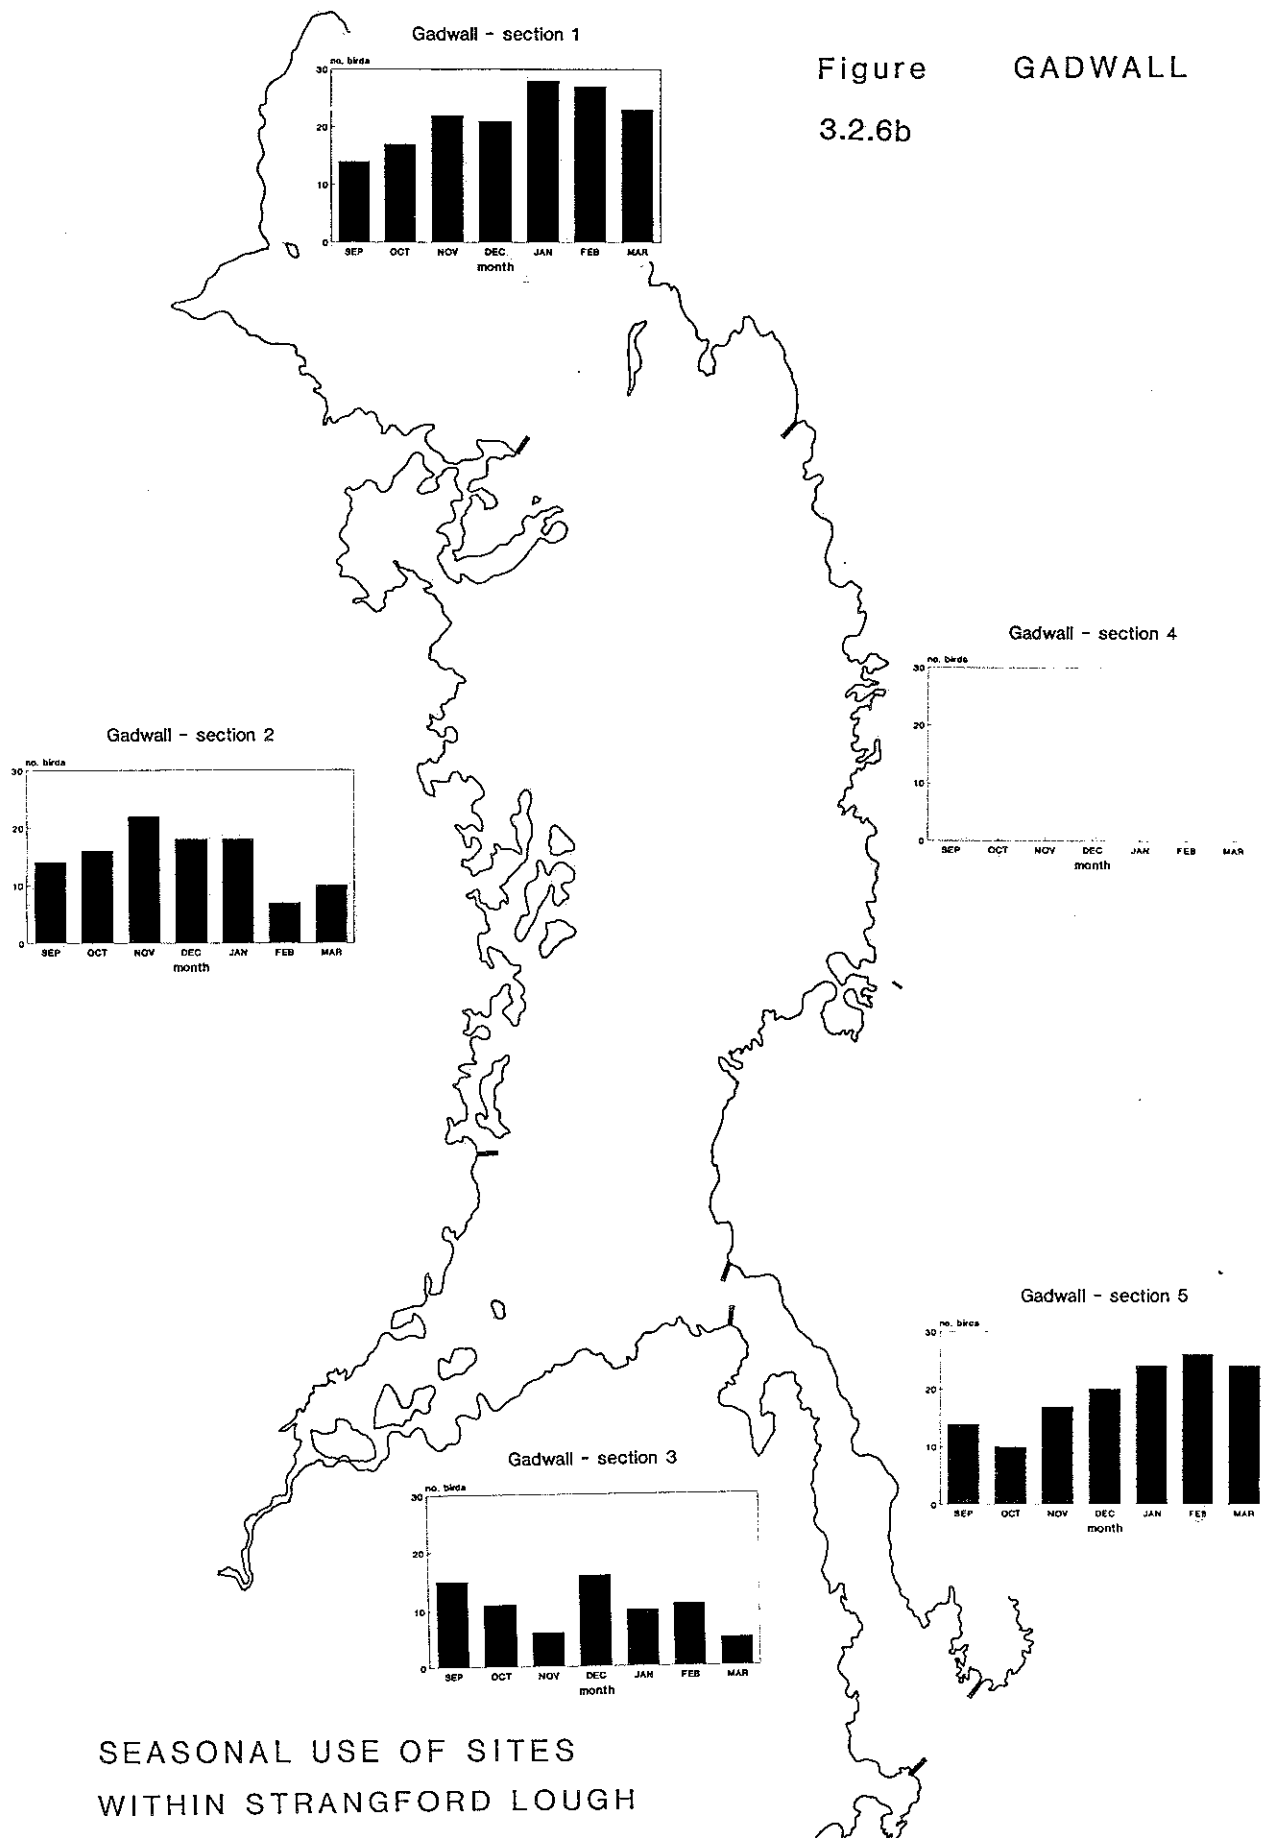 Gadwall - section 1
no. birds
30
20
10
0
SEP OCT NOV DEC JAN FEB MAR
month
Figure GADWALL
3.2.6b
Gadwall - section 4
no. birds
30
20
10
0
SEP OCT NOV DEC JAN FEB MAR
month
Gadwall - section 2
no. birds
30
20
10
0
SEP OCT NOV DEC JAN FEB MAR
month
Gadwall - section 5
no. birds
30
20
10
0
SEP OCT NOV DEC JAN FEB MAR
month
Gadwall - section 3
no. birds
30
20
10
0
SEP OCT NOV DEC JAN FEB MAR
month
SEASONAL USE OF SITES
WITHIN STRANGFORD LOUGH